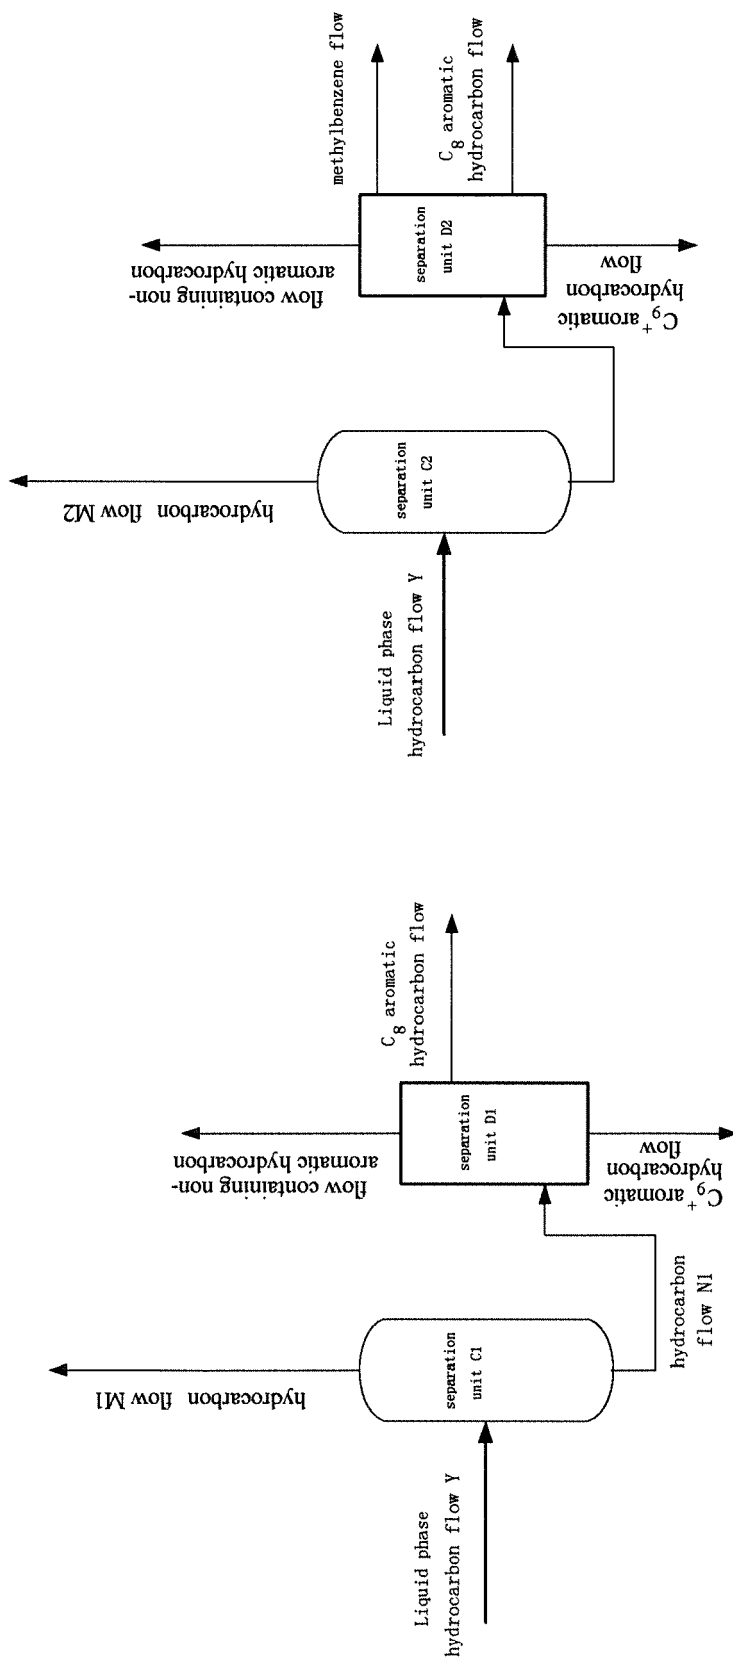 methylbenzene flow
C8 aromatic
hydrocarbon flow
separation
unit D2
flow containing non-
aromatic hydrocarbon
C9+ aromatic
hydrocarbon
flow
separation
unit C2
hydrocarbon flow M2
Liquid phase
hydrocarbon flow Y
C8 aromatic
hydrocarbon flow
separation
unit D1
flow containing non-
aromatic hydrocarbon
C9+ aromatic
hydrocarbon
flow
hydrocarbon
flow N1
separation
unit C1
hydrocarbon flow M1
Liquid phase
hydrocarbon flow Y